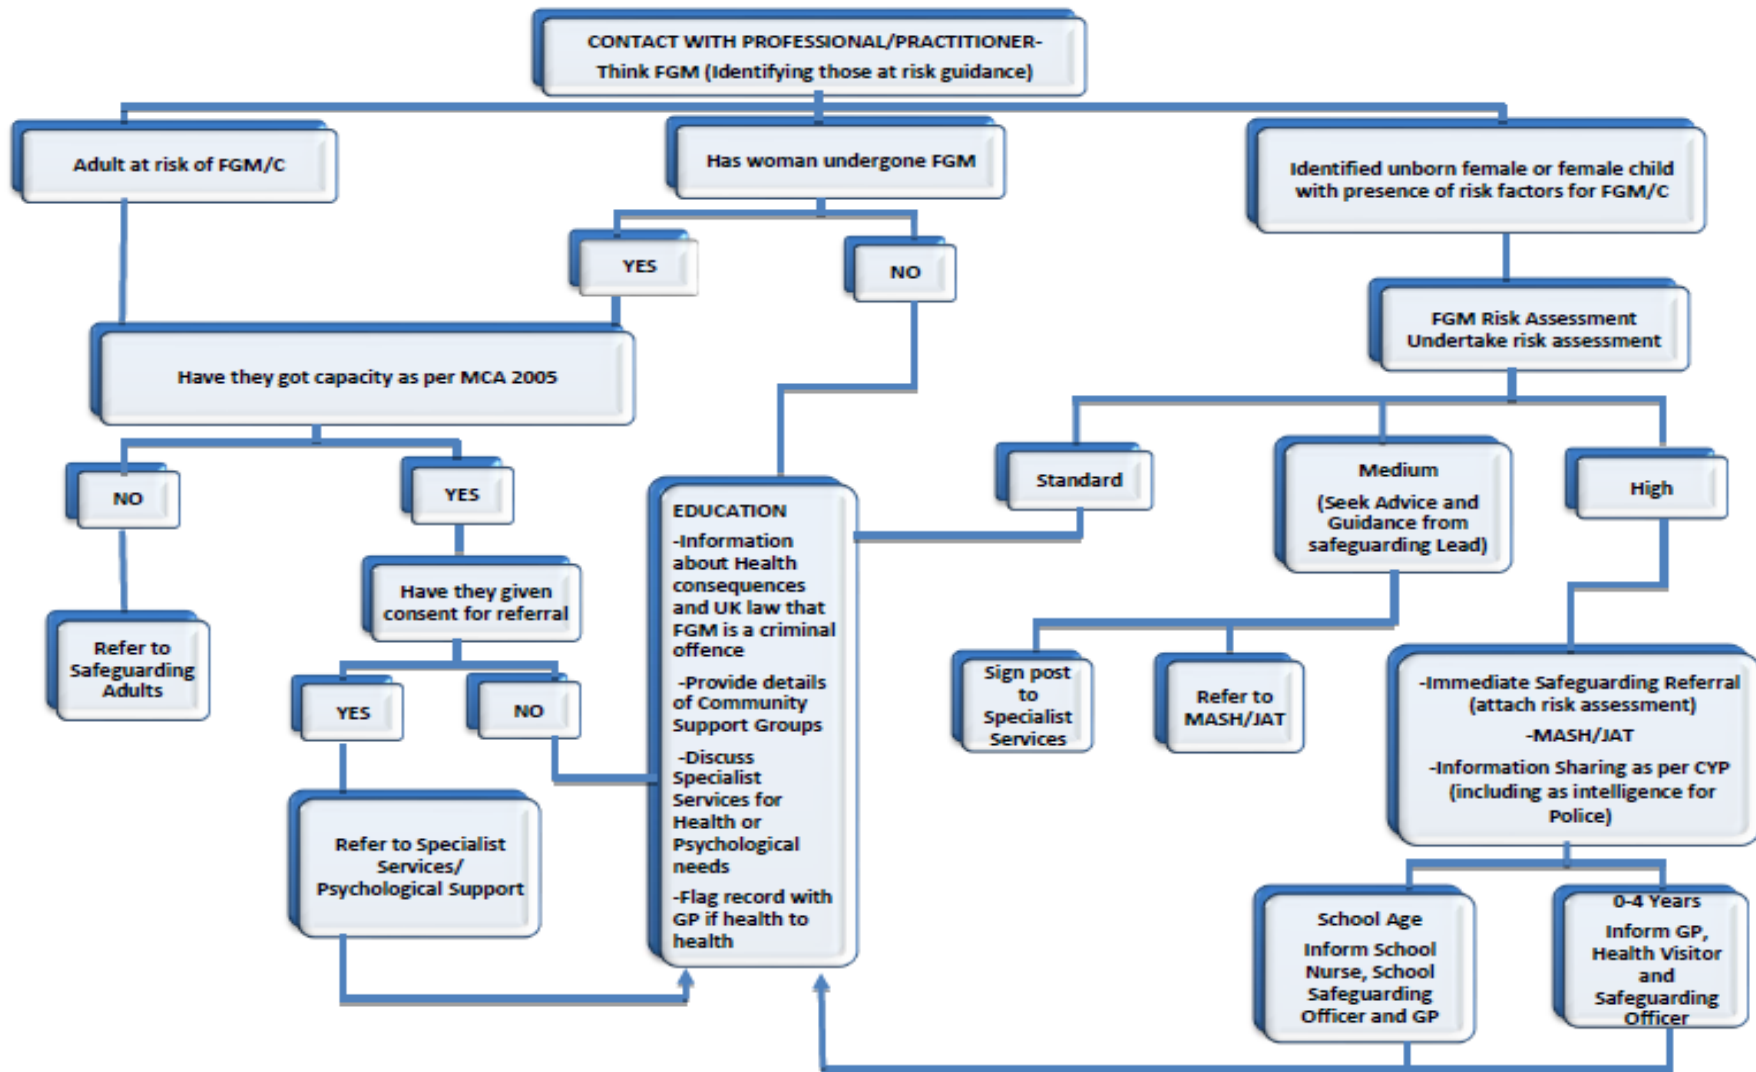 CONTACT WITH PROFESSIONAL/PRACTITIONER-
Think FGM (Identifying those at risk guidance)
Adult at risk of FGM/C
Has woman undergone FGM
Identified unborn female or female child
with presence of risk factors for FGM/C
YES
NO
FGM Risk Assessment
Undertake risk assessment
Have they got capacity as per MCA 2005
NO
YES
Have they given
consent for referral
Refer to
Safeguarding
Adults
YES
NO
Refer to Specialist
Services/
Psychological Support
EDUCATION
-Information
about Health
consequences
and UK law that
FGM is a criminal
offence
-Provide details
of Community
Support Groups
-Discuss
Specialist
Services for
Health or
Psychological
needs
-Flag record with
GP if health to
health
Standard
Medium
(Seek Advice and
Guidance from
safeguarding Lead)
High
Sign post
to
Specialist
Services
Refer to
MASH/JAT
-Immediate Safeguarding Referral
(attach risk assessment)
-MASH/JAT
-Information Sharing as per CYP
(including as intelligence for
Police)
School Age
Inform School
Nurse, School
Safeguarding
Officer and GP
0-4 Years
Inform GP,
Health Visitor
and
Safeguarding
Officer